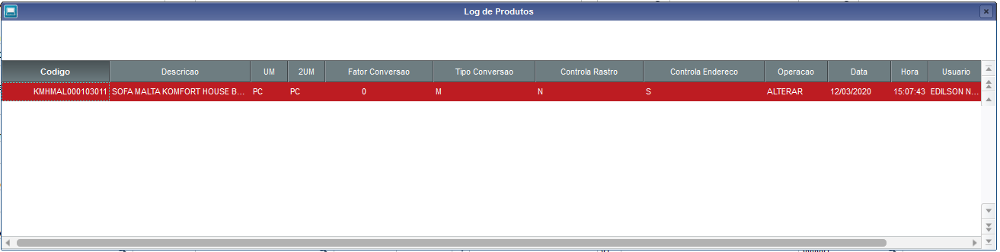 Log de Produtos
Codigo Descricao UM 2UM Fator Conversao Tipo Conversao Controla Rastro Controla Endereco Operacao Data Hora Usuario
KMHMAL000103011 SOFA MALTA KOMFORT HOUSE B... PC PC 0 M N S ALTERAR 12/03/2020 15:07:43 EDILSON N...